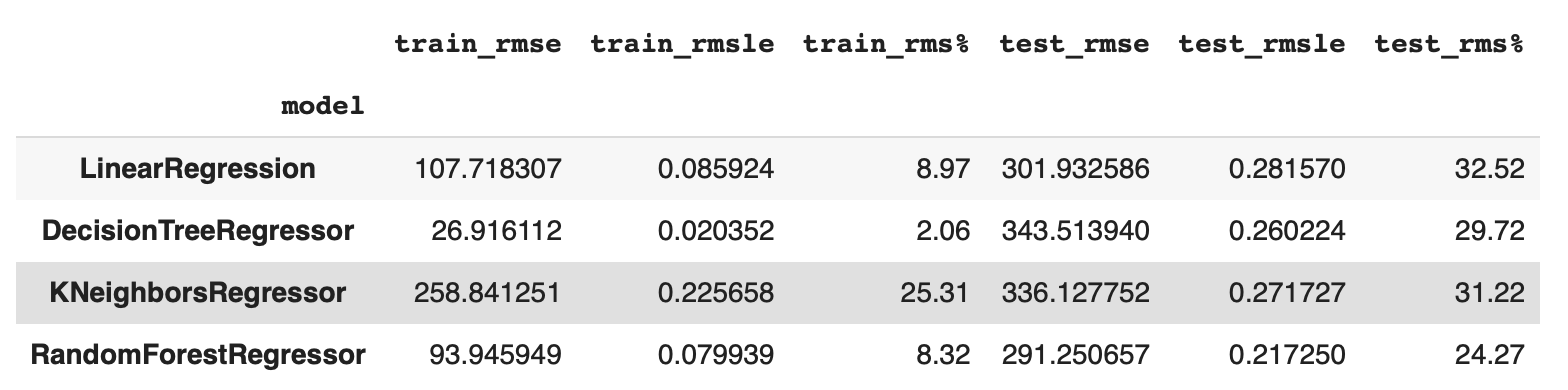 train_rmse train_rmsle train_rms% test_rmse test_rmsle test_rms%
model
LinearRegression 107.718307 0.085924 8.97 301.932586 0.281570 32.52
DecisionTreeRegressor 26.916112 0.020352 2.06 343.513940 0.260224 29.72
KNeighborsRegressor 258.841251 0.225658 25.31 336.127752 0.271727 31.22
RandomForestRegressor 93.945949 0.079939 8.32 291.250657 0.217250 24.27